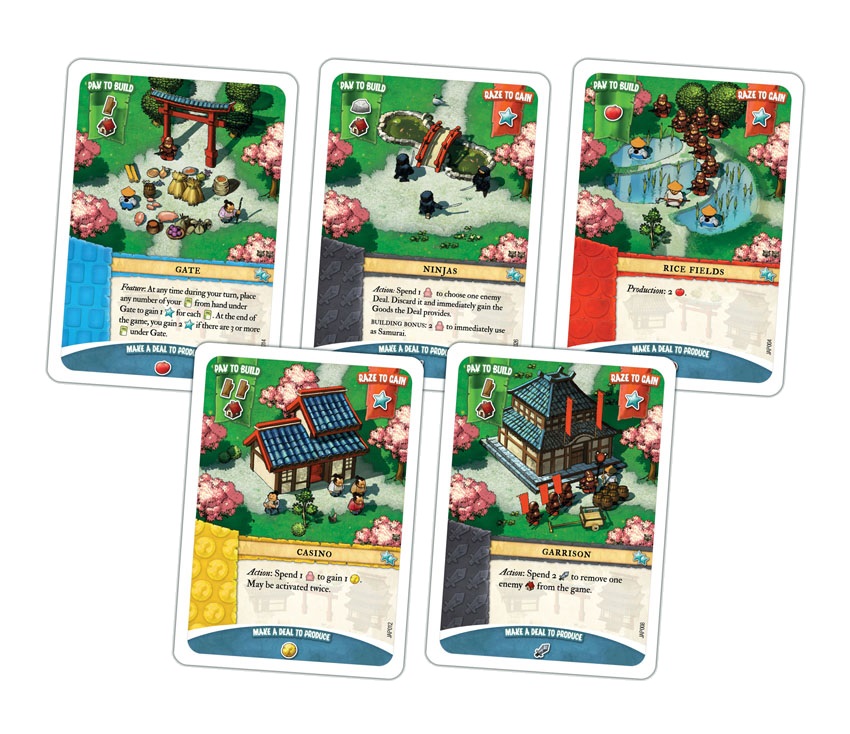 PAY TO BUILD
GATE
Feature: At any time during your turn, place
any number of your from hand under
Gate to gain 1 for each . At the end of
the game, you gain 2 if there are 3 or more
under Gate.
MAKE A DEAL TO PRODUCE
PAY TO BUILD
RAZE TO GAIN
NINJAS
Action: Spend 1 to choose one enemy
Deal. Discard it and immediately gain the
Goods the Deal provides.
BUILDING BONUS: 2 to immediately use
as Samurai.
MAKE A DEAL TO PRODUCE
PAY TO BUILD
RAZE TO GAIN
RICE FIELDS
Production: 2 .
JAP004
MAKE A DEAL TO PRODUCE
PAY TO BUILD
RAZE TO GAIN
CASINO
Action: Spend 1 to gain 1 .
May be activated twice.
JAP012
MAKE A DEAL TO PRODUCE
PAY TO BUILD
RAZE TO GAIN
GARRISON
Action: Spend 2 to remove one
enemy from the game.
JAP008
MAKE A DEAL TO PRODUCE